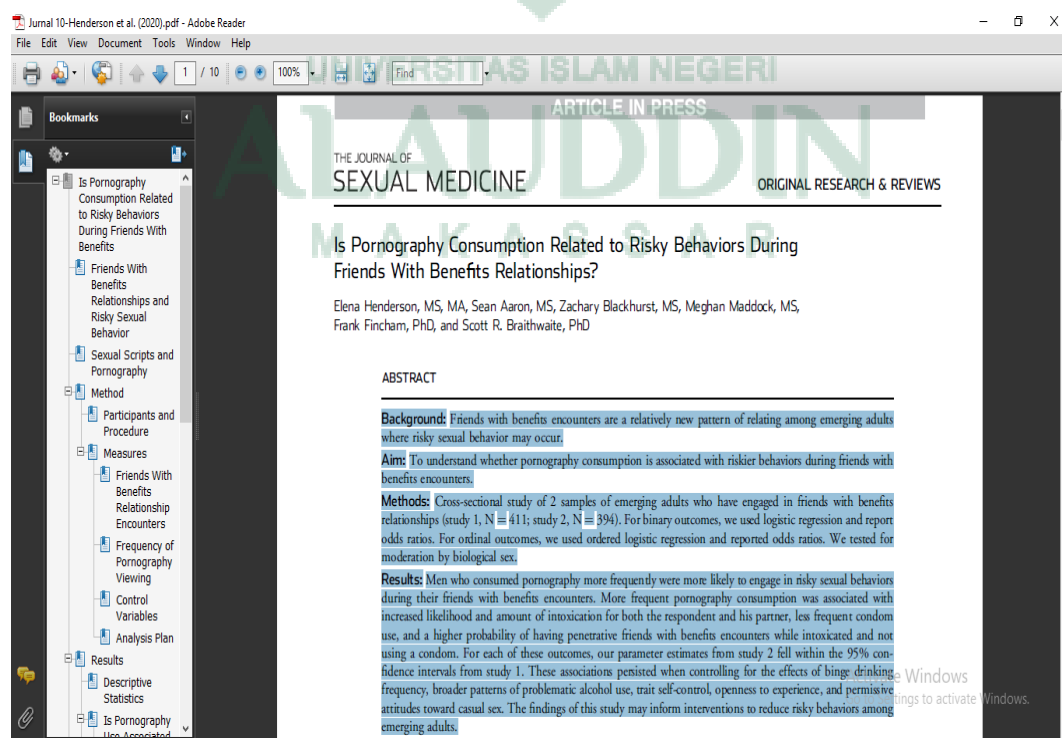 Jurnal 10-Henderson et al. (2020).pdf - Adobe Reader
File Edit View Document Tools Window Help
1 / 10 100% Find
UNIVERSITAS ISLAM NEGERI
ALAUDDIN
MAKASSAR
Bookmarks
Is Pornography
Consumption Related
to Risky Behaviors
During Friends With
Benefits
Friends With
Benefits
Relationships and
Risky Sexual
Behavior
Sexual Scripts and
Pornography
Method
Participants and
Procedure
Measures
Friends With
Benefits
Relationship
Encounters
Frequency of
Pornography
Viewing
Control
Variables
Analysis Plan
Results
Descriptive
Statistics
Is Pornography
Use Associated
ARTICLE IN PRESS
THE JOURNAL OF
SEXUAL MEDICINE
ORIGINAL RESEARCH & REVIEWS
Is Pornography Consumption Related to Risky Behaviors During
Friends With Benefits Relationships?
Elena Henderson, MS, MA, Sean Aaron, MS, Zachary Blackhurst, MS, Meghan Maddock, MS,
Frank Fincham, PhD, and Scott R. Braithwaite, PhD
ABSTRACT
Background: Friends with benefits encounters are a relatively new pattern of relating among emerging adults
where risky sexual behavior may occur.
Aim: To understand whether pornography consumption is associated with riskier behaviors during friends with
benefits encounters.
Methods: Cross-sectional study of 2 samples of emerging adults who have engaged in friends with benefits
relationships (study 1, N = 411; study 2, N = 394). For binary outcomes, we used logistic regression and report
odds ratios. For ordinal outcomes, we used ordered logistic regression and reported odds ratios. We tested for
moderation by biological sex.
Results: Men who consumed pornography more frequently were more likely to engage in risky sexual behaviors
during their friends with benefits encounters. More frequent pornography consumption was associated with
increased likelihood and amount of intoxication for both the respondent and his partner, less frequent condom
use, and a higher probability of having penetrative friends with benefits encounters while intoxicated and not
using a condom. For each of these outcomes, our parameter estimates from study 2 fell within the 95% con-
fidence intervals from study 1. These associations persisted when controlling for the effects of binge drinking
frequency, broader patterns of problematic alcohol use, trait self-control, openness to experience, and permissive
attitudes toward casual sex. The findings of this study may inform interventions to reduce risky behaviors among
emerging adults.
Windows
tings to activate Windows.